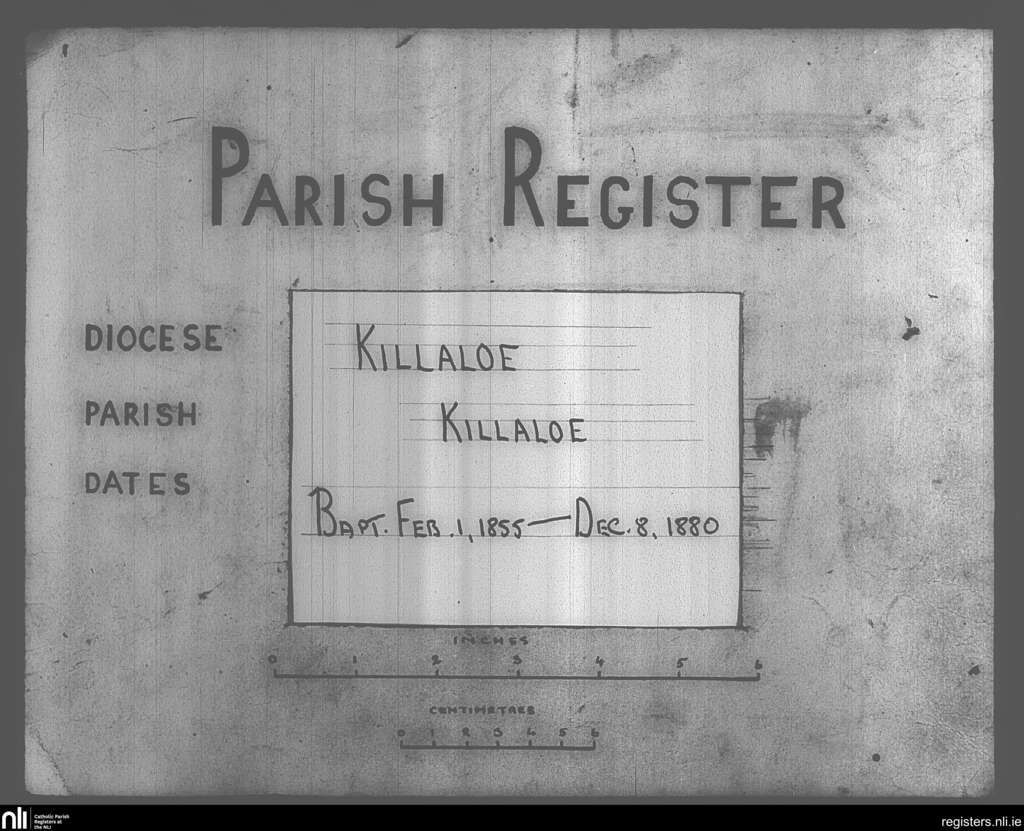 PARISH REGISTER
DIOCESE KILLALOE
PARISH KILLALOE
DATES BAPT. FEB. 1, 1855 — DEC. 8, 1880
INCHES
0 1 2 3 4 5 6
CENTIMETRES
0 1 2 3 4 5 6
nli Catholic Parish
Registers at
the NLI
registers.nli.ie